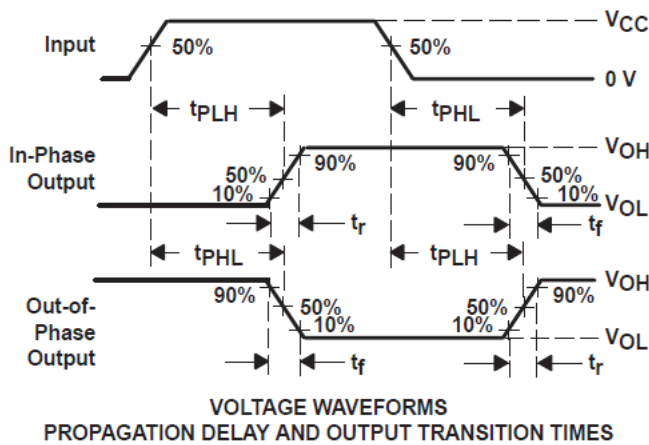 VCC
Input
50%
50%
0 V
tPLH
tPHL
In-Phase
Output
VOH
90%
90%
50%
50%
10%
10%
VOL
tr
tf
tPHL
tPLH
Out-of-
Phase
Output
VOH
90%
90%
50%
50%
10%
10%
VOL
tf
tr
VOLTAGE WAVEFORMS
PROPAGATION DELAY AND OUTPUT TRANSITION TIMES